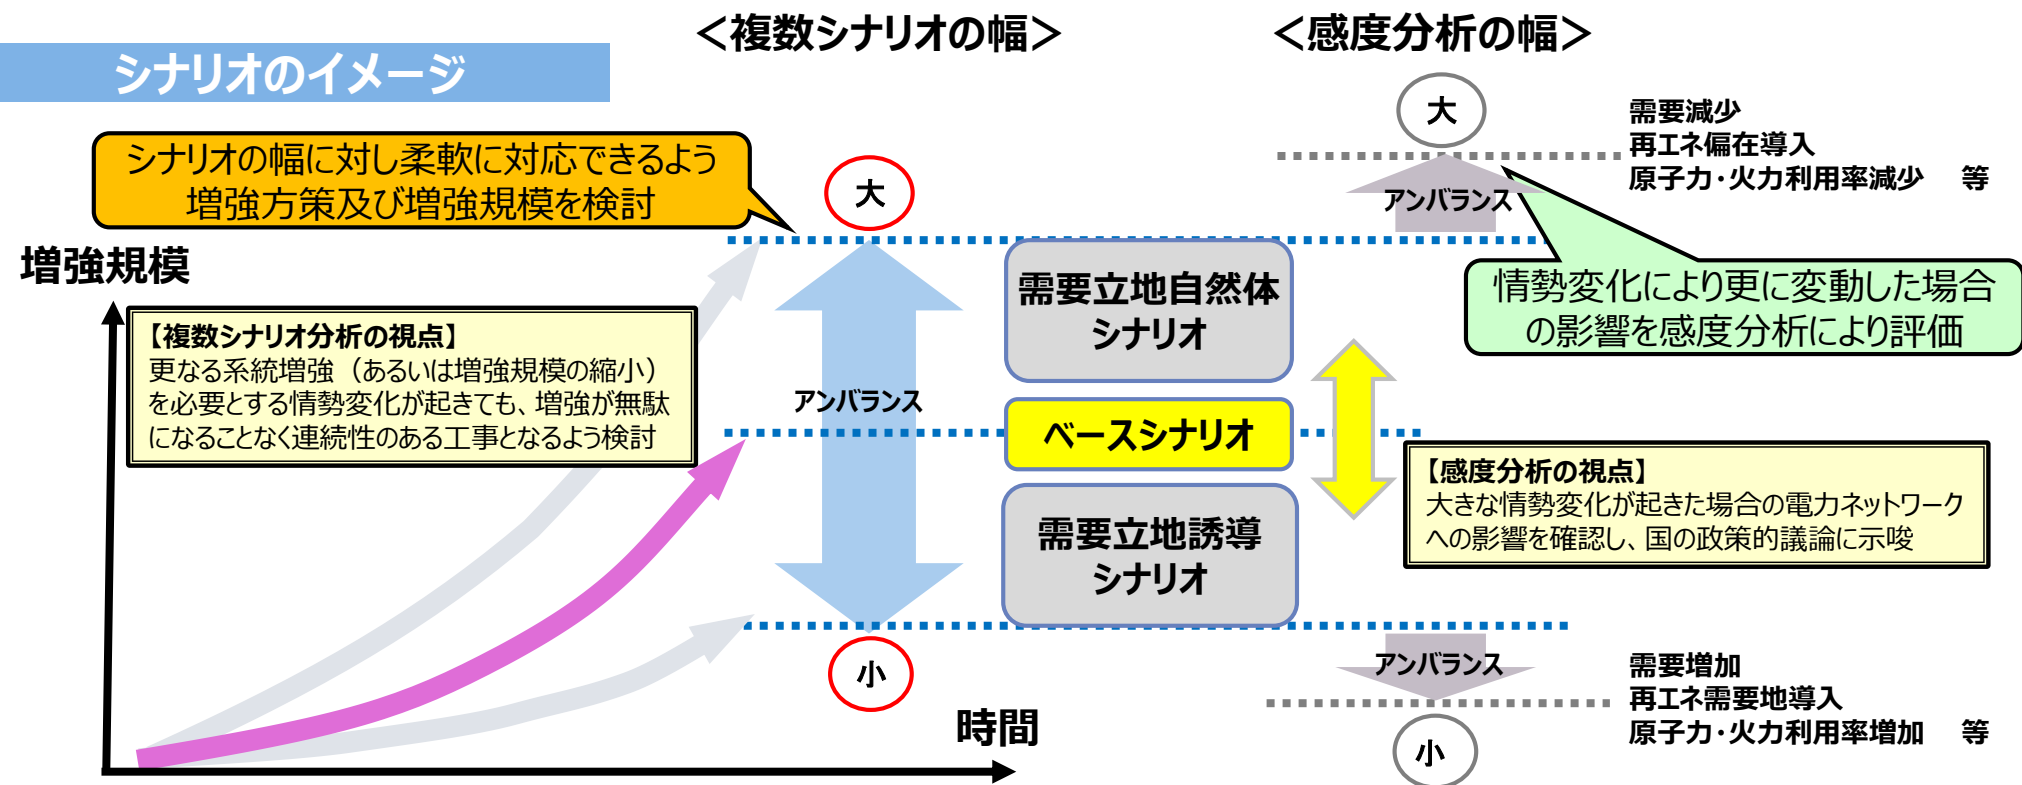 シナリオのイメージ
＜複数シナリオの幅＞
＜感度分析の幅＞
シナリオの幅に対し柔軟に対応できるよう
増強方策及び増強規模を検討
大
大
需要減少
再エネ偏在導入
原子力・火力利用率減少　等
アンバランス
増強規模
【複数シナリオ分析の視点】
更なる系統増強（あるいは増強規模の縮小）
を必要とする情勢変化が起きても、増強が無駄
になることなく連続性のある工事となるよう検討
アンバランス
需要立地自然体
シナリオ
ベースシナリオ
需要立地誘導
シナリオ
情勢変化により更に変動した場合
の影響を感度分析により評価
【感度分析の視点】
大きな情勢変化が起きた場合の電力ネットワーク
への影響を確認し、国の政策的議論に示唆
小
時間
アンバランス
需要増加
再エネ需要地導入
原子力・火力利用率増加　等
小